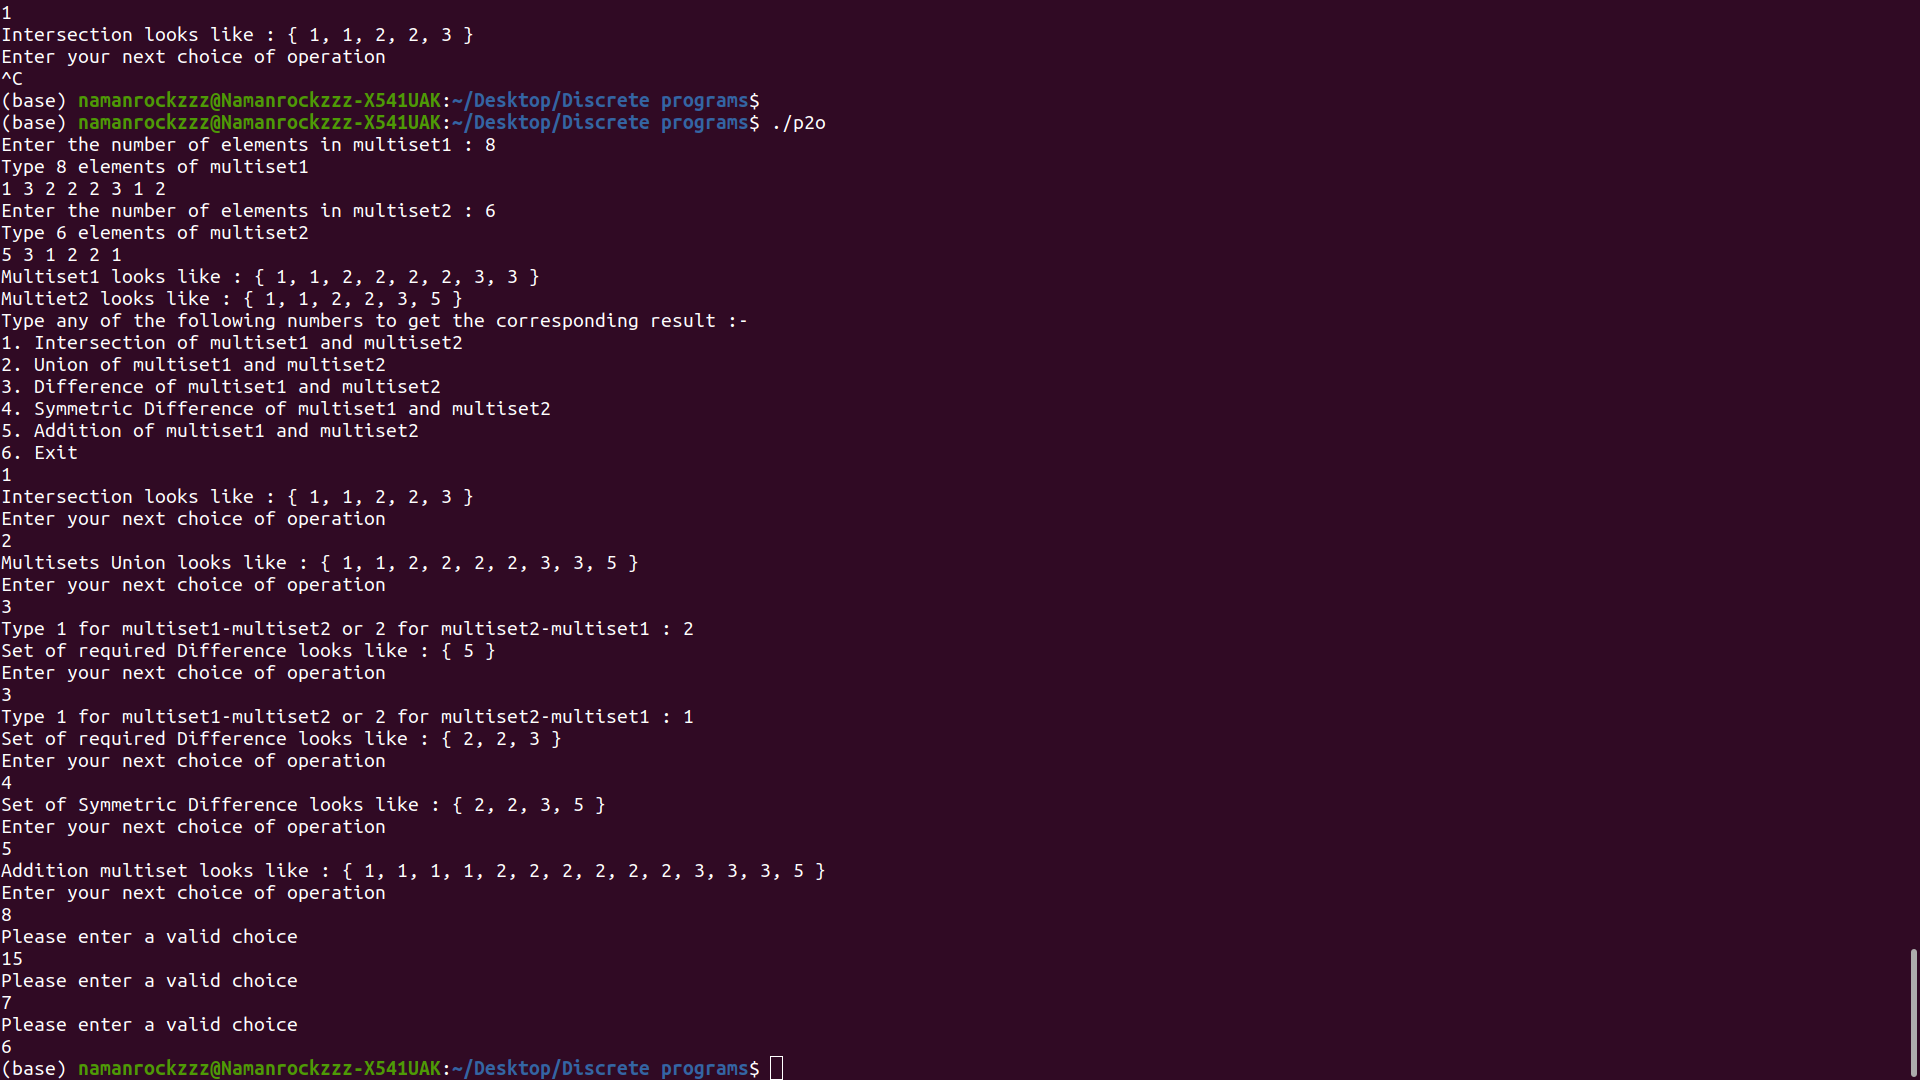 1
Intersection looks like : { 1, 1, 2, 2, 3 }
Enter your next choice of operation
^C
(base) namanrockzzz@Namanrockzzz-X541UAK:~/Desktop/Discrete programs$
(base) namanrockzzz@Namanrockzzz-X541UAK:~/Desktop/Discrete programs$ ./p2o
Enter the number of elements in multiset1 : 8
Type 8 elements of multiset1
1 3 2 2 2 3 1 2
Enter the number of elements in multiset2 : 6
Type 6 elements of multiset2
5 3 1 2 2 1
Multiset1 looks like : { 1, 1, 2, 2, 2, 2, 3, 3 }
Multiet2 looks like : { 1, 1, 2, 2, 3, 5 }
Type any of the following numbers to get the corresponding result :-
1. Intersection of multiset1 and multiset2
2. Union of multiset1 and multiset2
3. Difference of multiset1 and multiset2
4. Symmetric Difference of multiset1 and multiset2
5. Addition of multiset1 and multiset2
6. Exit
1
Intersection looks like : { 1, 1, 2, 2, 3 }
Enter your next choice of operation
2
Multisets Union looks like : { 1, 1, 2, 2, 2, 2, 3, 3, 5 }
Enter your next choice of operation
3
Type 1 for multiset1-multiset2 or 2 for multiset2-multiset1 : 2
Set of required Difference looks like : { 5 }
Enter your next choice of operation
3
Type 1 for multiset1-multiset2 or 2 for multiset2-multiset1 : 1
Set of required Difference looks like : { 2, 2, 3 }
Enter your next choice of operation
4
Set of Symmetric Difference looks like : { 2, 2, 3, 5 }
Enter your next choice of operation
5
Addition multiset looks like : { 1, 1, 1, 1, 2, 2, 2, 2, 2, 2, 3, 3, 3, 5 }
Enter your next choice of operation
8
Please enter a valid choice
15
Please enter a valid choice
7
Please enter a valid choice
6
(base) namanrockzzz@Namanrockzzz-X541UAK:~/Desktop/Discrete programs$